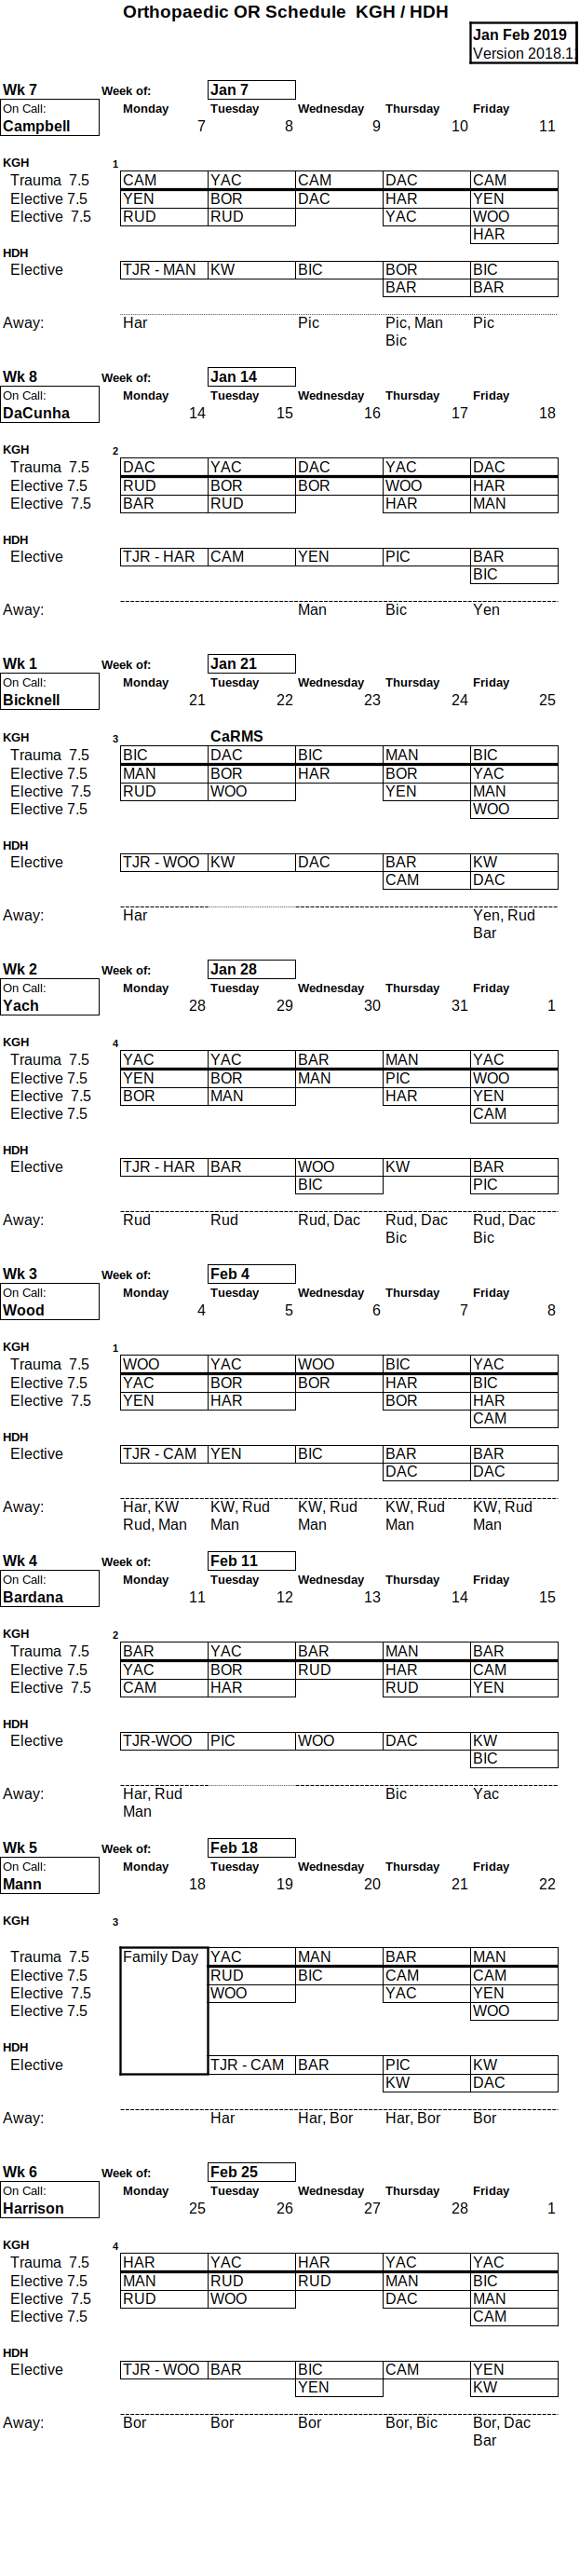 Orthopaedic OR Schedule KGH / HDH
Jan Feb 2019
Version 2018.1
Wk 7 Week of: Jan 7
On Call: Monday Tuesday Wednesday Thursday Friday
Campbell 7 8 9 10 11
KGH 1
Trauma 7.5 CAM YAC CAM DAC CAM
Elective 7.5 YEN BOR DAC HAR YEN
Elective 7.5 RUD RUD YAC WOO
HAR
HDH
Elective TJR - MAN KW BIC BOR BIC
BAR BAR
Away: Har Pic Pic, Man Pic
Bic
Wk 8 Week of: Jan 14
On Call: Monday Tuesday Wednesday Thursday Friday
DaCunha 14 15 16 17 18
KGH 2
Trauma 7.5 DAC YAC DAC YAC DAC
Elective 7.5 RUD BOR BOR WOO HAR
Elective 7.5 BAR RUD HAR MAN
HDH
Elective TJR - HAR CAM YEN PIC BAR
BIC
Away: Man Bic Yen
Wk 1 Week of: Jan 21
On Call: Monday Tuesday Wednesday Thursday Friday
Bicknell 21 22 23 24 25
KGH 3 CaRMS
Trauma 7.5 BIC DAC BIC MAN BIC
Elective 7.5 MAN BOR HAR BOR YAC
Elective 7.5 RUD WOO YEN MAN
Elective 7.5 WOO
HDH
Elective TJR - WOO KW DAC BAR KW
CAM DAC
Away: Har Yen, Rud
Bar
Wk 2 Week of: Jan 28
On Call: Monday Tuesday Wednesday Thursday Friday
Yach 28 29 30 31 1
KGH 4
Trauma 7.5 YAC YAC BAR MAN YAC
Elective 7.5 YEN BOR MAN PIC WOO
Elective 7.5 BOR MAN HAR YEN
Elective 7.5 CAM
HDH
Elective TJR - HAR BAR WOO KW BAR
BIC PIC
Away: Rud Rud Rud, Dac Rud, Dac Rud, Dac
Bic Bic
Wk 3 Week of: Feb 4
On Call: Monday Tuesday Wednesday Thursday Friday
Wood 4 5 6 7 8
KGH 1
Trauma 7.5 WOO YAC WOO BIC YAC
Elective 7.5 YAC BOR BOR HAR BIC
Elective 7.5 YEN HAR BOR HAR
CAM
HDH
Elective TJR - CAM YEN BIC BAR BAR
DAC DAC
Away: Har, KW KW, Rud KW, Rud KW, Rud KW, Rud
Rud, Man Man Man Man Man
Wk 4 Week of: Feb 11
On Call: Monday Tuesday Wednesday Thursday Friday
Bardana 11 12 13 14 15
KGH 2
Trauma 7.5 BAR YAC BAR MAN BAR
Elective 7.5 YAC BOR RUD HAR CAM
Elective 7.5 CAM HAR RUD YEN
HDH
Elective TJR-WOO PIC WOO DAC KW
BIC
Away: Har, Rud Bic Yac
Man
Wk 5 Week of: Feb 18
On Call: Monday Tuesday Wednesday Thursday Friday
Mann 18 19 20 21 22
KGH 3
Trauma 7.5 Family Day YAC MAN BAR MAN
Elective 7.5 RUD BIC CAM CAM
Elective 7.5 WOO YAC YEN
Elective 7.5 WOO
HDH
Elective TJR - CAM BAR PIC KW
KW DAC
Away: Har Har, Bor Har, Bor Bor
Wk 6 Week of: Feb 25
On Call: Monday Tuesday Wednesday Thursday Friday
Harrison 25 26 27 28 1
KGH 4
Trauma 7.5 HAR YAC HAR YAC YAC
Elective 7.5 MAN RUD RUD MAN BIC
Elective 7.5 RUD WOO DAC MAN
Elective 7.5 CAM
HDH
Elective TJR - WOO BAR BIC CAM YEN
YEN KW
Away: Bor Bor Bor Bor, Bic Bor, Dac
Bar